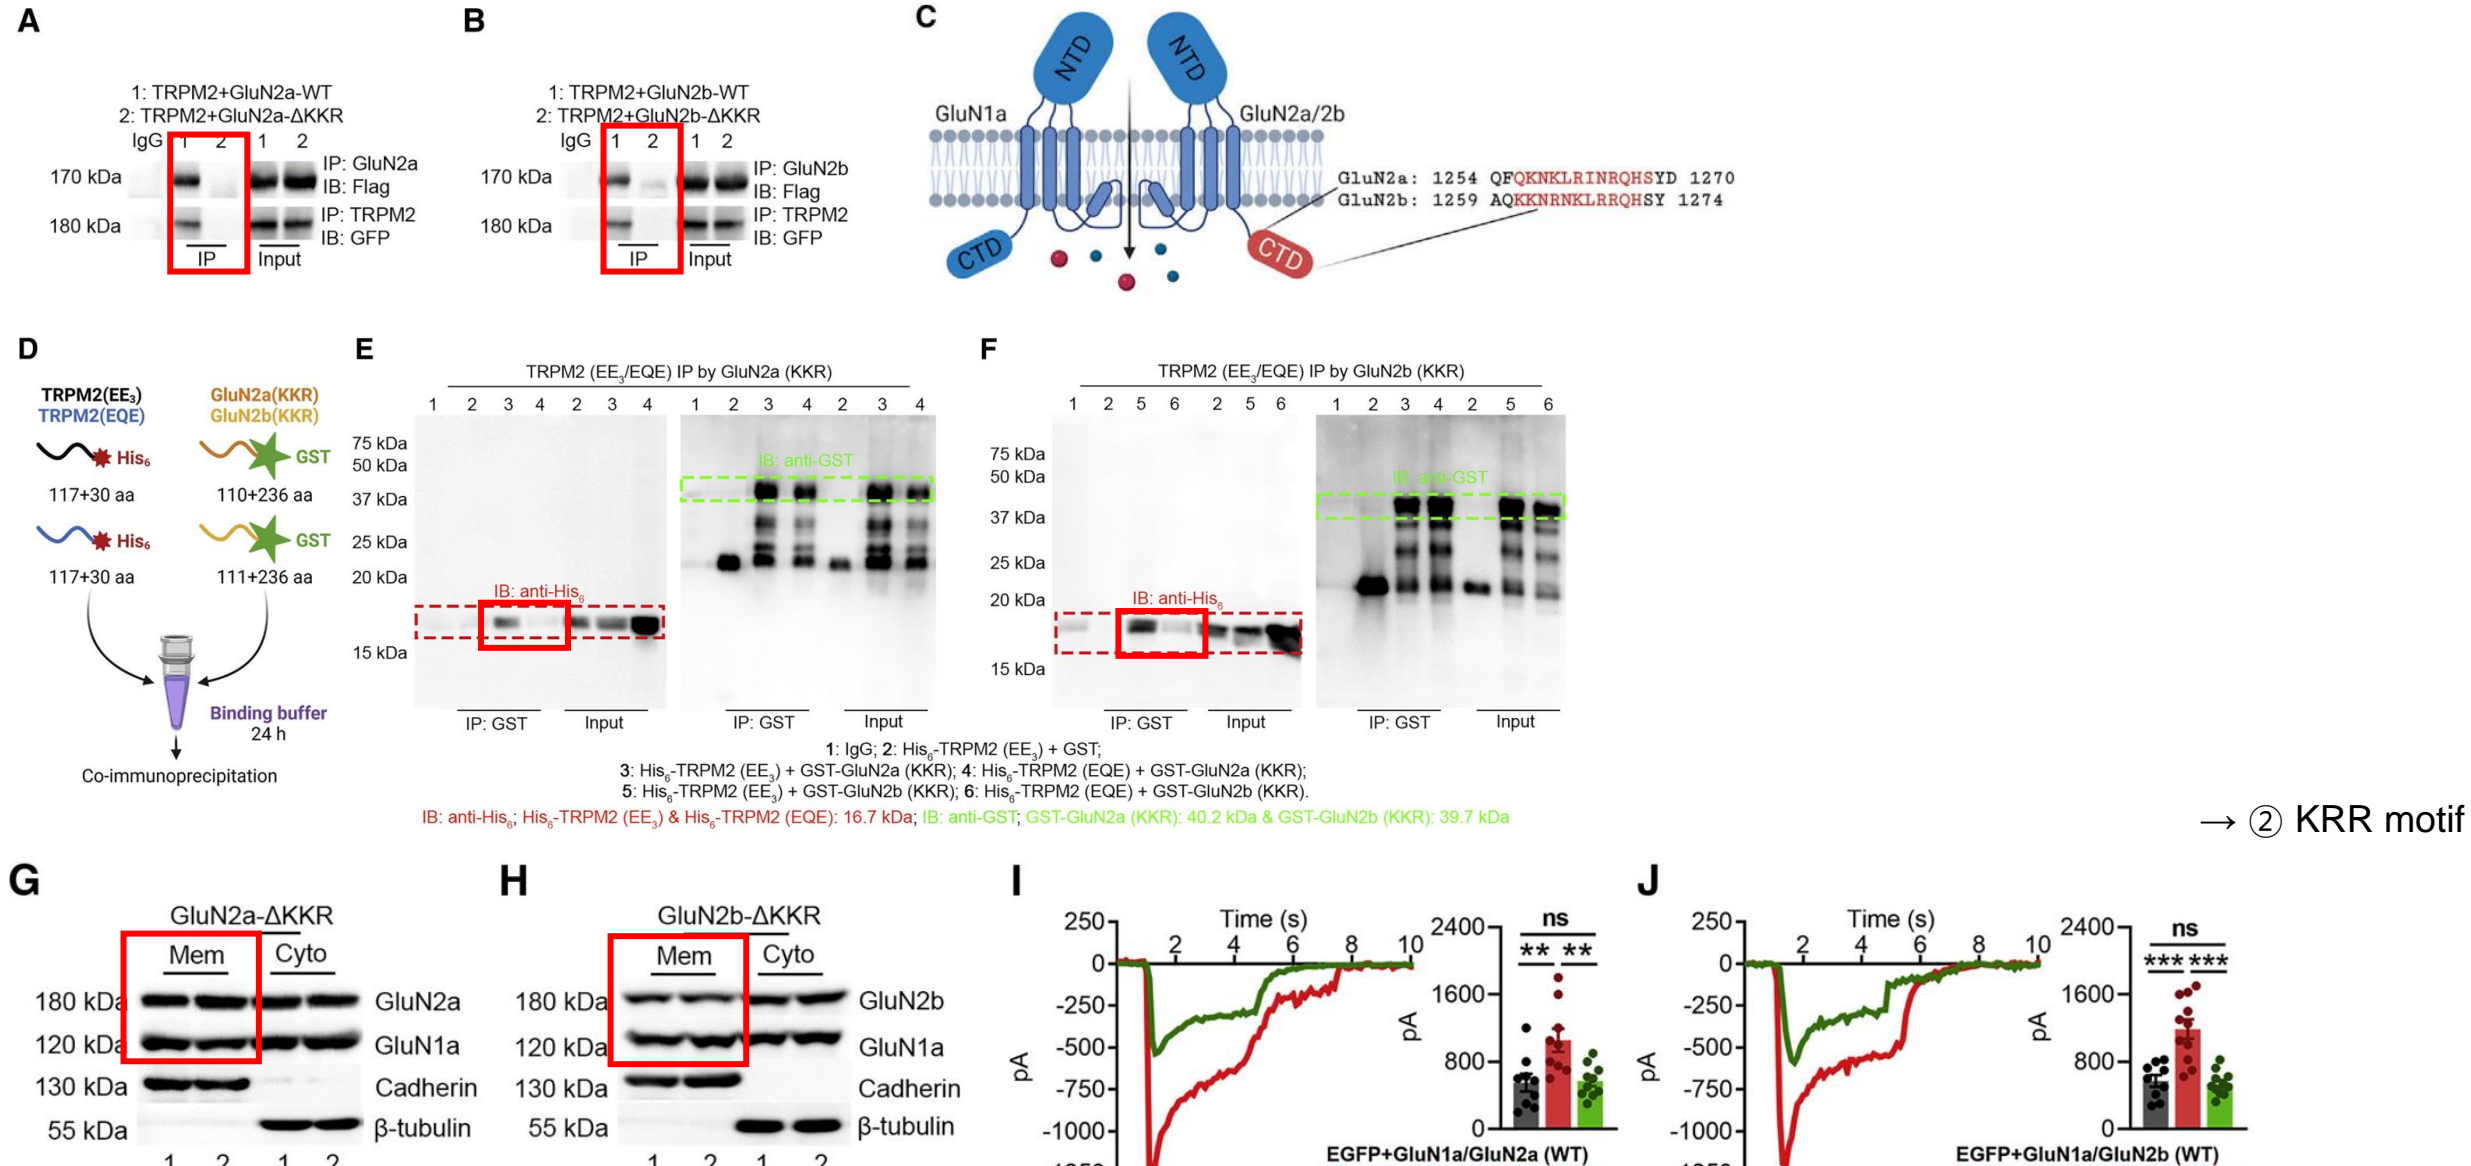 A
1: TRPM2+GluN2a-WT
2: TRPM2+GluN2a-ΔKKR
IgG 1 2 1 2
170 kDa
IP: GluN2a
IB: Flag
180 kDa
IP: TRPM2
IB: GFP
IP Input
B
1: TRPM2+GluN2b-WT
2: TRPM2+GluN2b-ΔKKR
IgG 1 2 1 2
170 kDa
IP: GluN2b
IB: Flag
180 kDa
IP: TRPM2
IB: GFP
IP Input
C
NTD NTD
GluN1a GluN2a/2b
GluN2a: 1254 QFQKNKLRINRQHSYD 1270
GluN2b: 1259 AQKKNRNKLRRQHSY 1274
CTD CTD
D
TRPM2(EE3) GluN2a(KKR)
TRPM2(EQE) GluN2b(KKR)
His6 GST
117+30 aa 110+236 aa
His6 GST
117+30 aa 111+236 aa
Binding buffer
24 h
Co-immunoprecipitation
E
TRPM2 (EE3/EQE) IP by GluN2a (KKR)
1 2 3 4 2 3 4 1 2 3 4 2 3 4
75 kDa
50 kDa
37 kDa
25 kDa
20 kDa
15 kDa
IB: anti-GST
IB: anti-His6
IP: GST Input IP: GST Input
F
TRPM2 (EE3/EQE) IP by GluN2b (KKR)
1 2 5 6 2 5 6 1 2 3 4 2 5 6
75 kDa
50 kDa
37 kDa
25 kDa
20 kDa
15 kDa
IB: anti-GST
IB: anti-His6
IP: GST Input IP: GST Input
1: IgG; 2: His6-TRPM2 (EE3) + GST;
3: His6-TRPM2 (EE3) + GST-GluN2a (KKR); 4: His6-TRPM2 (EQE) + GST-GluN2a (KKR);
5: His6-TRPM2 (EE3) + GST-GluN2b (KKR); 6: His6-TRPM2 (EQE) + GST-GluN2b (KKR).
IB: anti-His6; His6-TRPM2 (EE3) & His6-TRPM2 (EQE): 16.7 kDa; IB: anti-GST; GST-GluN2a (KKR): 40.2 kDa & GST-GluN2b (KKR): 39.7 kDa
→ ② KRR motif
G
GluN2a-ΔKKR
Mem Cyto
180 kDa GluN2a
120 kDa GluN1a
130 kDa Cadherin
55 kDa β-tubulin
1 2 1 2
H
GluN2b-ΔKKR
Mem Cyto
180 kDa GluN2b
120 kDa GluN1a
130 kDa Cadherin
55 kDa β-tubulin
1 2 1 2
I
Time (s)
2 4 6 8 10
250
0
-250
-500
-750
-1000
pA
2400
1600
800
0
pA
ns
** **
EGFP+GluN1a/GluN2a (WT)
J
Time (s)
2 4 6 8 10
250
0
-250
-500
-750
-1000
pA
2400
1600
800
0
pA
ns
*** ***
EGFP+GluN1a/GluN2b (WT)